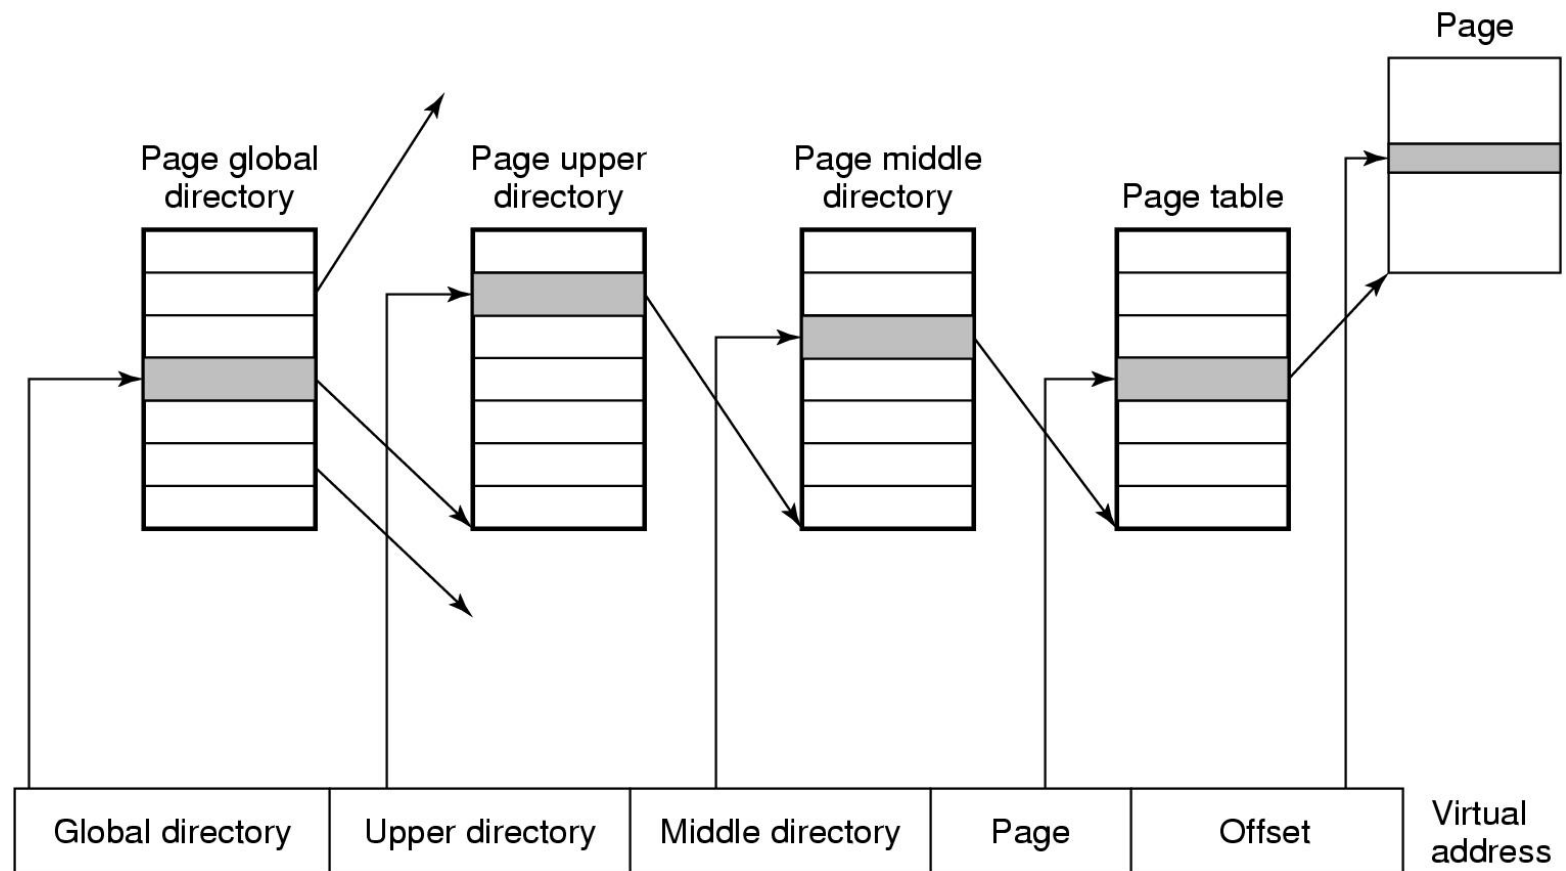 Page
Page global
directory
Page upper
directory
Page middle
directory
Page table
Global directory
Upper directory
Middle directory
Page
Offset
Virtual
address